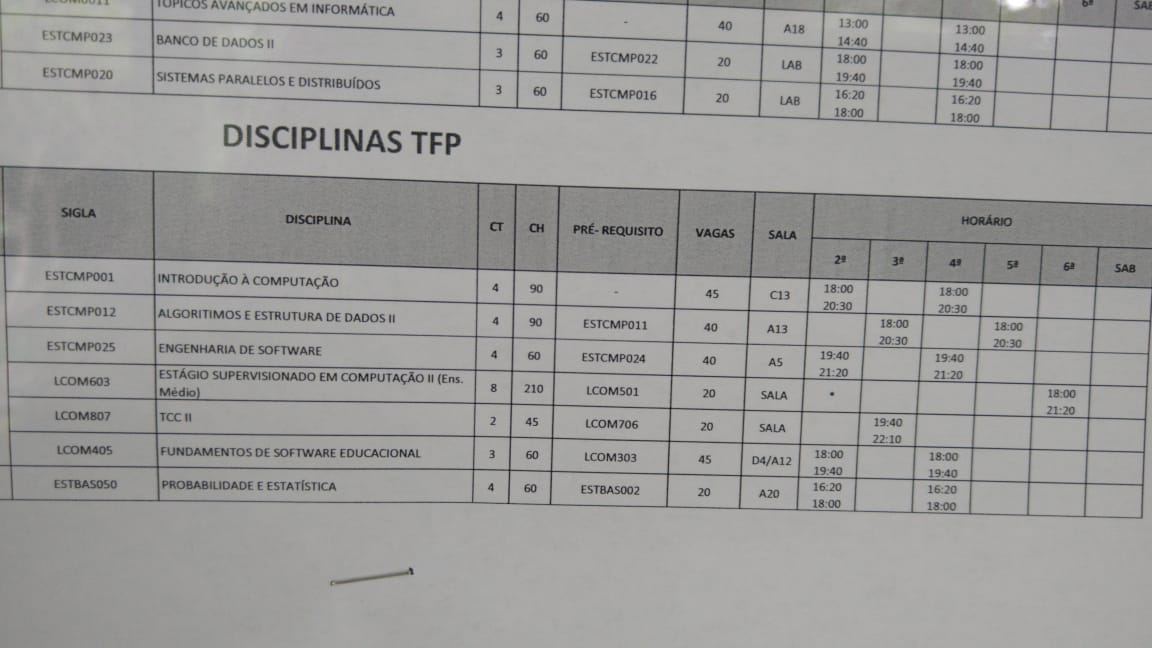 TÓPICOS AVANÇADOS EM INFORMÁTICA 4 60 - 40 A18 13:00 14:40 13:00 14:40
ESTCMP023 BANCO DE DADOS II 3 60 ESTCMP022 20 LAB 18:00 19:40 18:00 19:40
ESTCMP020 SISTEMAS PARALELOS E DISTRIBUÍDOS 3 60 ESTCMP016 20 LAB 16:20 18:00 16:20 18:00
DISCIPLINAS TFP
SIGLA DISCIPLINA CT CH PRÉ- REQUISITO VAGAS SALA HORÁRIO
2ª 3ª 4ª 5ª 6ª SAB
ESTCMP001 INTRODUÇÃO À COMPUTAÇÃO 4 90 - 45 C13 18:00 20:30 18:00 20:30
ESTCMP012 ALGORITIMOS E ESTRUTURA DE DADOS II 4 90 ESTCMP011 40 A13 18:00 20:30 18:00 20:30
ESTCMP025 ENGENHARIA DE SOFTWARE 4 60 ESTCMP024 40 A5 19:40 21:20 19:40 21:20
LCOM603 ESTÁGIO SUPERVISIONADO EM COMPUTAÇÃO II (Ens. Médio) 8 210 LCOM501 20 SALA * 18:00 21:20
LCOM807 TCC II 2 45 LCOM706 20 SALA 19:40 22:10
LCOM405 FUNDAMENTOS DE SOFTWARE EDUCACIONAL 3 60 LCOM303 45 D4/A12 18:00 19:40 18:00 19:40
ESTBAS050 PROBABILIDADE E ESTATÍSTICA 4 60 ESTBAS002 20 A20 16:20 18:00 16:20 18:00